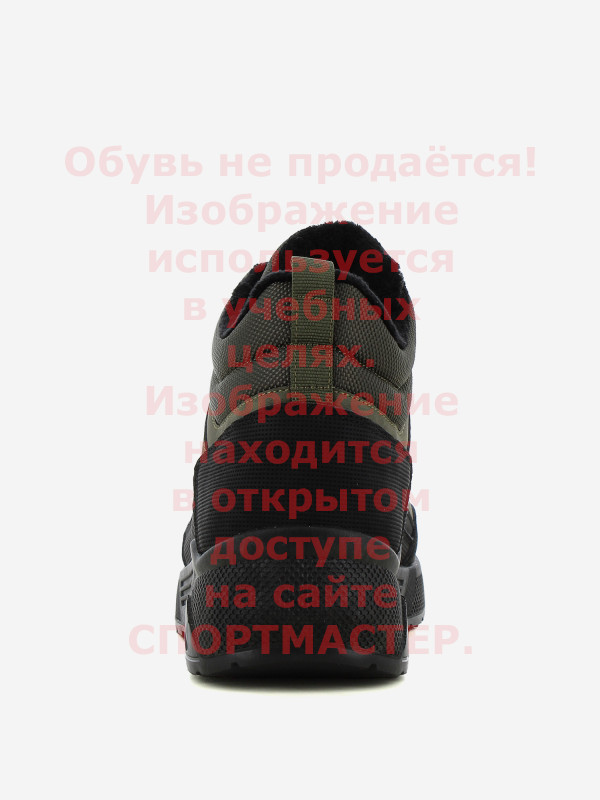 Обувь не продаётся!
Изображение
используется
в учебных
целях.
Изображение
находится
в открытом
доступе
на сайте
СПОРТМАСТЕР.